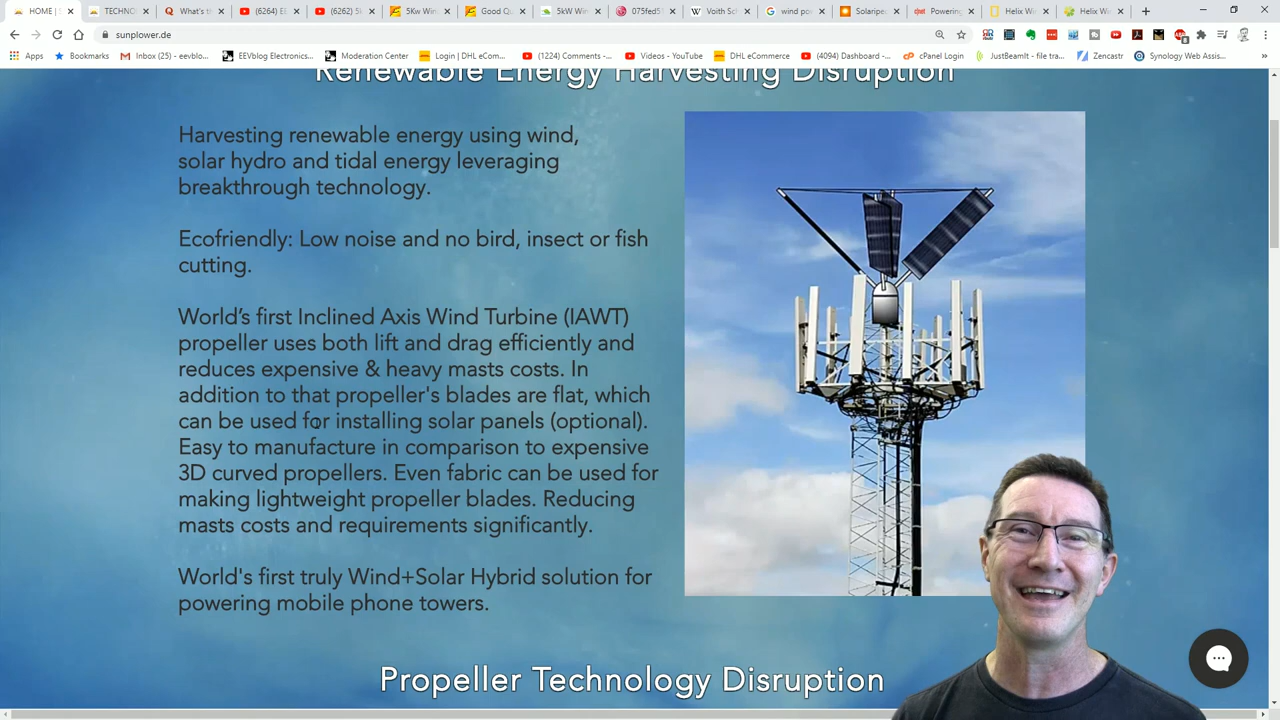 HOME | S
TECHNO
What's th
(6264) EE
(6262) 5k
5Kw Win
Good Qu
5kW Win
075fed5
Voith Sch
wind po
Solaripe
Powering
Helix Wi
Helix Wi
sunplower.de
Apps
Bookmarks
Inbox (25) - eevblo...
EEVblog Electronics...
Moderation Center
Login | DHL eCom...
(1224) Comments -...
Videos - YouTube
DHL eCommerce
(4094) Dashboard -...
cPanel Login
JustBeamIt - file tra...
Zencastr
Synology Web Assis...
Renewable Energy Harvesting Disruption
Harvesting renewable energy using wind,
solar hydro and tidal energy leveraging
breakthrough technology.
Ecofriendly: Low noise and no bird, insect or fish
cutting.
World's first Inclined Axis Wind Turbine (IAWT)
propeller uses both lift and drag efficiently and
reduces expensive & heavy masts costs. In
addition to that propeller's blades are flat, which
can be used for installing solar panels (optional).
Easy to manufacture in comparison to expensive
3D curved propellers. Even fabric can be used for
making lightweight propeller blades. Reducing
masts costs and requirements significantly.
World's first truly Wind+Solar Hybrid solution for
powering mobile phone towers.
Propeller Technology Disruption